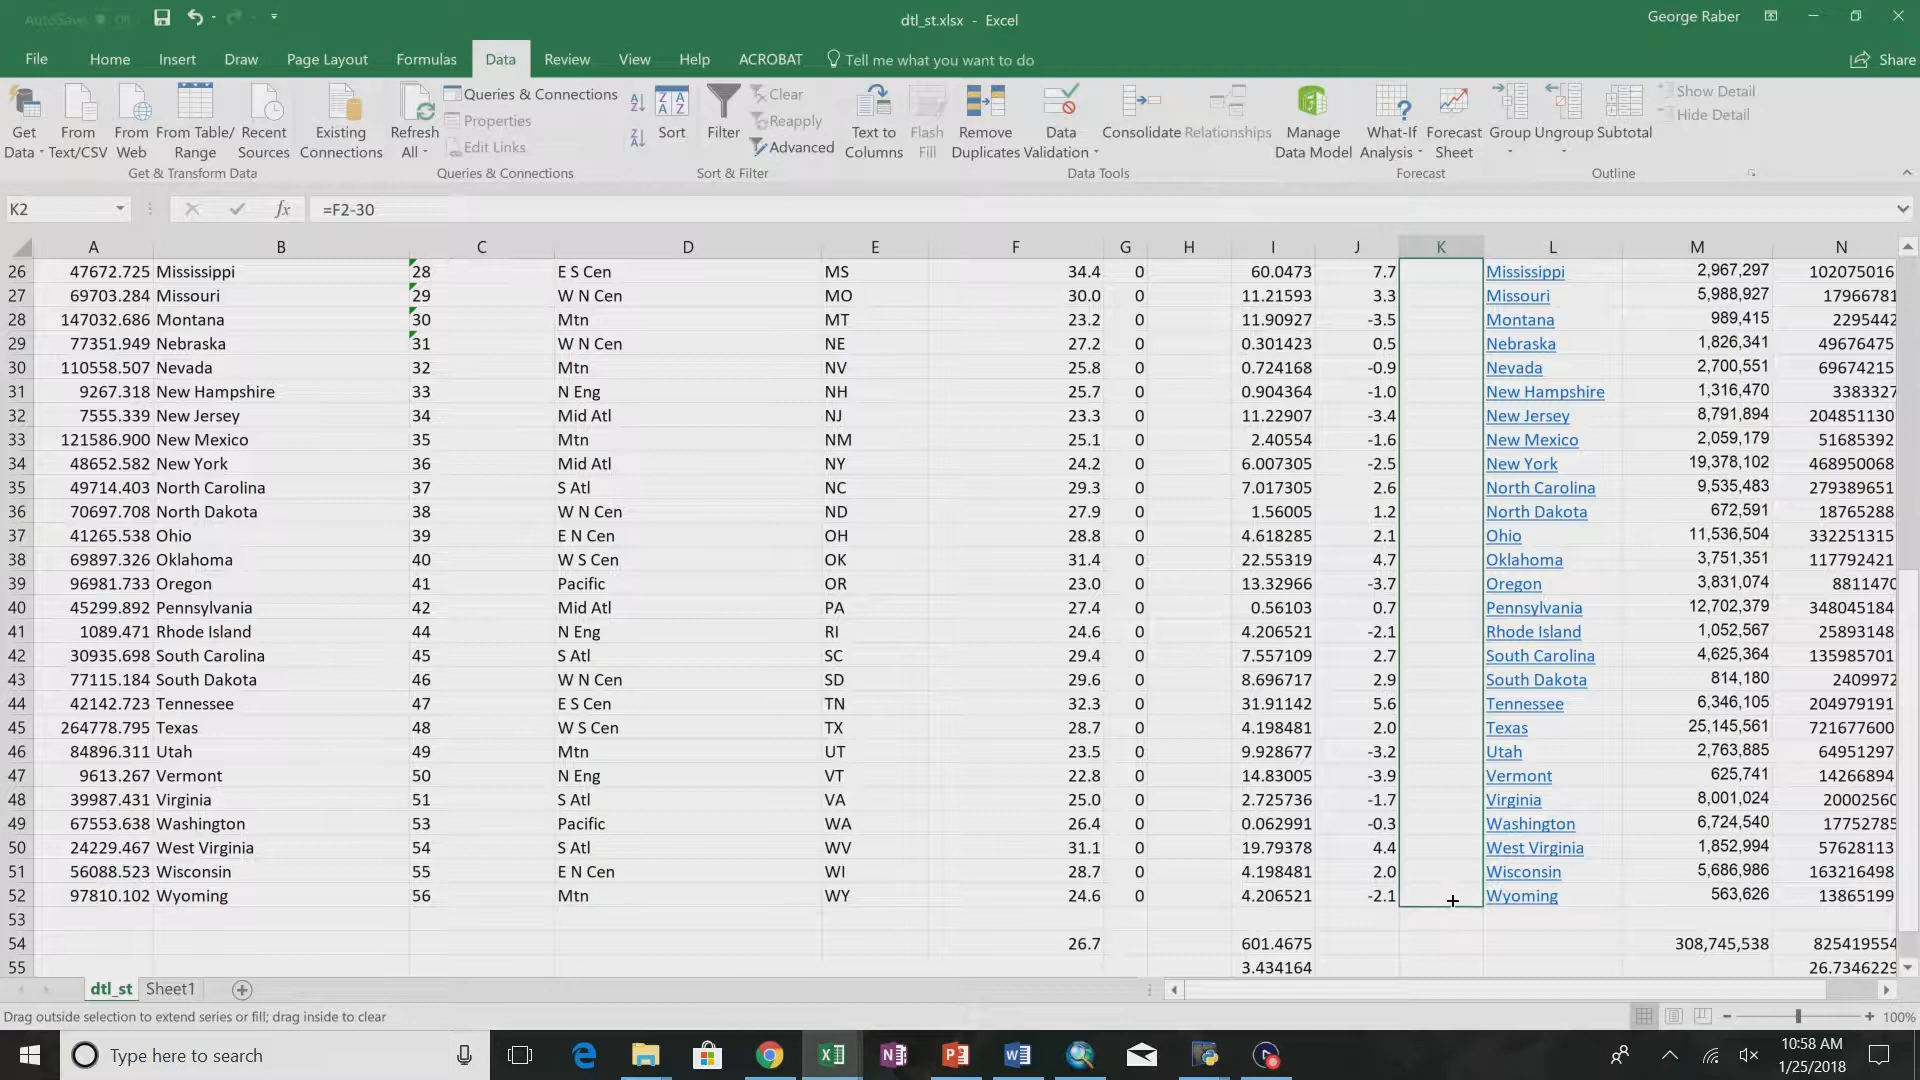 AutoSave Off
dtl_st.xlsx - Excel
George Raber
File Home Insert Draw Page Layout Formulas Data Review View Help ACROBAT Tell me what you want to do Share
Get Data From Text/CSV From Web From Table/Range Recent Sources Existing Connections Refresh All
Queries & Connections
Properties
Edit Links
Sort Filter
Clear
Reapply
Advanced
Text to Columns Flash Fill Remove Duplicates Data Validation Consolidate Relationships Manage Data Model What-If Analysis Forecast Sheet Group Ungroup Subtotal
Show Detail
Hide Detail
Get & Transform Data Queries & Connections Sort & Filter Data Tools Forecast Outline
K2 fx =F2-30
A B C D E F G H I J K L M N
26 47672.725 Mississippi 28 E S Cen MS 34.4 0 60.0473 7.7 Mississippi 2,967,297 102075016
27 69703.284 Missouri 29 W N Cen MO 30.0 0 11.21593 3.3 Missouri 5,988,927 17966781
28 147032.686 Montana 30 Mtn MT 23.2 0 11.90927 -3.5 Montana 989,415 2295442
29 77351.949 Nebraska 31 W N Cen NE 27.2 0 0.301423 0.5 Nebraska 1,826,341 49676475
30 110558.507 Nevada 32 Mtn NV 25.8 0 0.724168 -0.9 Nevada 2,700,551 69674215
31 9267.318 New Hampshire 33 N Eng NH 25.7 0 0.904364 -1.0 New Hampshire 1,316,470 3383327
32 7555.339 New Jersey 34 Mid Atl NJ 23.3 0 11.22907 -3.4 New Jersey 8,791,894 204851130
33 121586.900 New Mexico 35 Mtn NM 25.1 0 2.40554 -1.6 New Mexico 2,059,179 51685392
34 48652.582 New York 36 Mid Atl NY 24.2 0 6.007305 -2.5 New York 19,378,102 468950068
35 49714.403 North Carolina 37 S Atl NC 29.3 0 7.017305 2.6 North Carolina 9,535,483 279389651
36 70697.708 North Dakota 38 W N Cen ND 27.9 0 1.56005 1.2 North Dakota 672,591 18765288
37 41265.538 Ohio 39 E N Cen OH 28.8 0 4.618285 2.1 Ohio 11,536,504 332251315
38 69897.326 Oklahoma 40 W S Cen OK 31.4 0 22.55319 4.7 Oklahoma 3,751,351 117792421
39 96981.733 Oregon 41 Pacific OR 23.0 0 13.32966 -3.7 Oregon 3,831,074 8811470
40 45299.892 Pennsylvania 42 Mid Atl PA 27.4 0 0.56103 0.7 Pennsylvania 12,702,379 348045184
41 1089.471 Rhode Island 44 N Eng RI 24.6 0 4.206521 -2.1 Rhode Island 1,052,567 25893148
42 30935.698 South Carolina 45 S Atl SC 29.4 0 7.557109 2.7 South Carolina 4,625,364 135985701
43 77115.184 South Dakota 46 W N Cen SD 29.6 0 8.696717 2.9 South Dakota 814,180 2409972
44 42142.723 Tennessee 47 E S Cen TN 32.3 0 31.91142 5.6 Tennessee 6,346,105 204979191
45 264778.795 Texas 48 W S Cen TX 28.7 0 4.198481 2.0 Texas 25,145,561 721677600
46 84896.311 Utah 49 Mtn UT 23.5 0 9.928677 -3.2 Utah 2,763,885 64951297
47 9613.267 Vermont 50 N Eng VT 22.8 0 14.83005 -3.9 Vermont 625,741 14266894
48 39987.431 Virginia 51 S Atl VA 25.0 0 2.725736 -1.7 Virginia 8,001,024 20002560
49 67553.638 Washington 53 Pacific WA 26.4 0 0.062991 -0.3 Washington 6,724,540 17752785
50 24229.467 West Virginia 54 S Atl WV 31.1 0 19.79378 4.4 West Virginia 1,852,994 57628113
51 56088.523 Wisconsin 55 E N Cen WI 28.7 0 4.198481 2.0 Wisconsin 5,686,986 163216498
52 97810.102 Wyoming 56 Mtn WY 24.6 0 4.206521 -2.1 Wyoming 563,626 13865199
53
54 26.7 601.4675 308,745,538 825419554
55 3.434164 26.7346229
dtl_st Sheet1
Drag outside selection to extend series or fill; drag inside to clear
100%
Type here to search
10:58 AM
1/25/2018